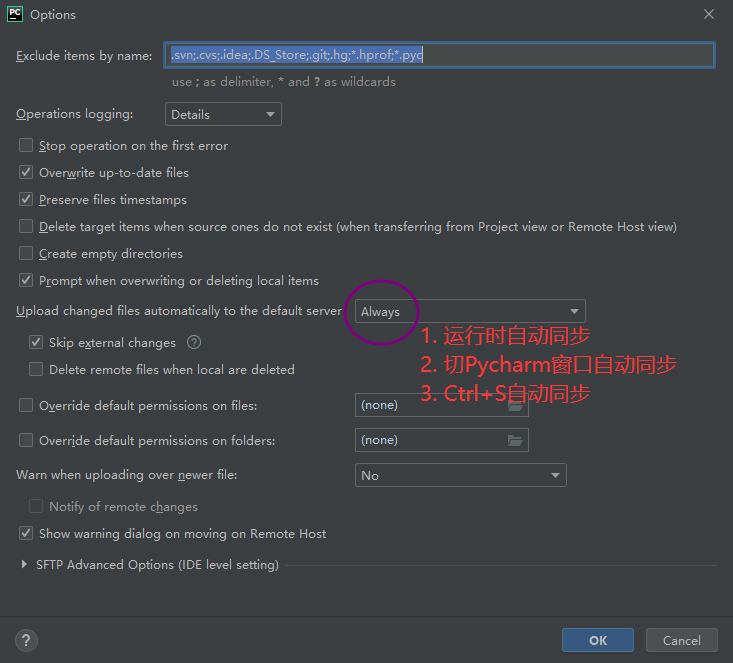 PC Options
Exclude items by name: .svn;.cvs;.idea;.DS_Store;.git;.hg;*.hprof;*.pyc
use ; as delimiter, * and ? as wildcards
Operations logging: Details
Stop operation on the first error
Overwrite up-to-date files
Preserve files timestamps
Delete target items when source ones do not exist (when transferring from Project view or Remote Host view)
Create empty directories
Prompt when overwriting or deleting local items
Upload changed files automatically to the default server Always
1. 运行时自动同步
Skip external changes ?
2. 切Pycharm窗口自动同步
Delete remote files when local are deleted
3. Ctrl+S自动同步
Override default permissions on files: (none)
Override default permissions on folders: (none)
Warn when uploading over newer file: No
Notify of remote changes
Show warning dialog on moving on Remote Host
SFTP Advanced Options (IDE level setting)
? OK Cancel